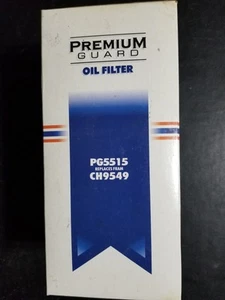 PREMIUM
GUARD
OIL FILTER
PG5515
REPLACES FRAM
CH9549